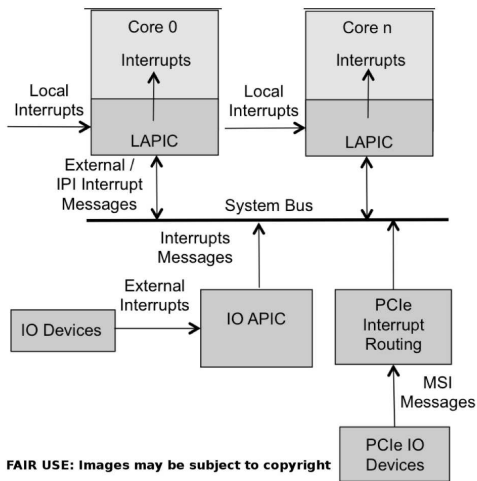 Core 0
Core n
Interrupts
Interrupts
Local
Interrupts
Local
Interrupts
LAPIC
LAPIC
External /
IPI Interrupt
Messages
System Bus
Interrupts
Messages
External
Interrupts
IO Devices
IO APIC
PCIe
Interrupt
Routing
MSI
Messages
PCIe IO
Devices
FAIR USE: Images may be subject to copyright